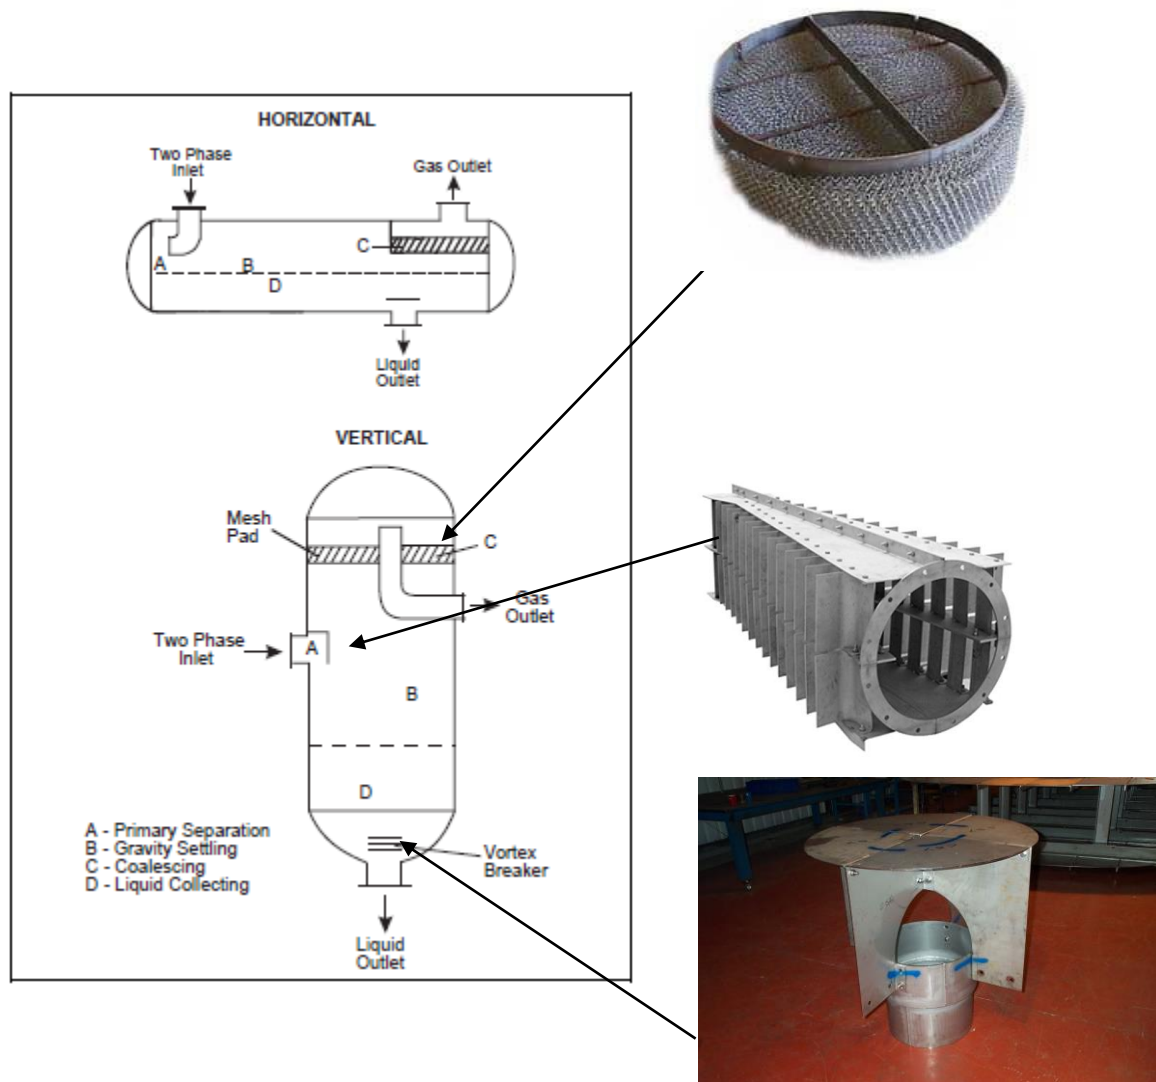 HORIZONTAL
Two Phase
Inlet
Gas Outlet
C
A
B
D
Liquid
Outlet
VERTICAL
Mesh
Pad
C
Gas
Outlet
Two Phase
Inlet
A
B
D
A - Primary Separation
B - Gravity Settling
C - Coalescing
D - Liquid Collecting
Vortex
Breaker
Liquid
Outlet